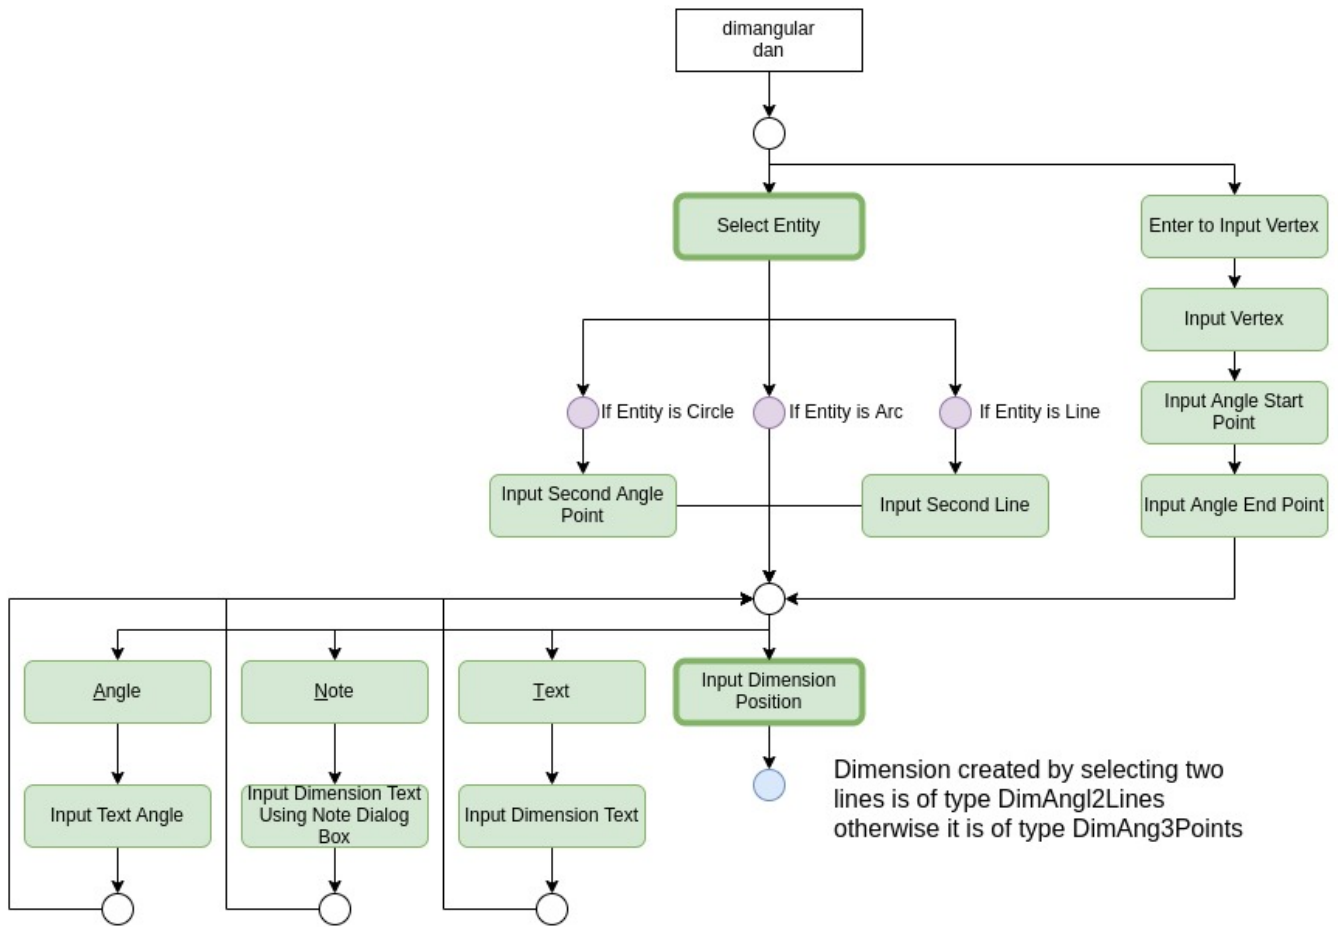 dimangular
dan
Select Entity
Enter to Input Vertex
Input Vertex
Input Angle Start
Point
If Entity is Circle
If Entity is Arc
If Entity is Line
Input Second Angle
Point
Input Second Line
Input Angle End Point
Angle
Note
Text
Input Dimension
Position
Input Text Angle
Input Dimension Text
Using Note Dialog
Box
Input Dimension Text
Dimension created by selecting two
lines is of type DimAngl2Lines
otherwise it is of type DimAng3Points